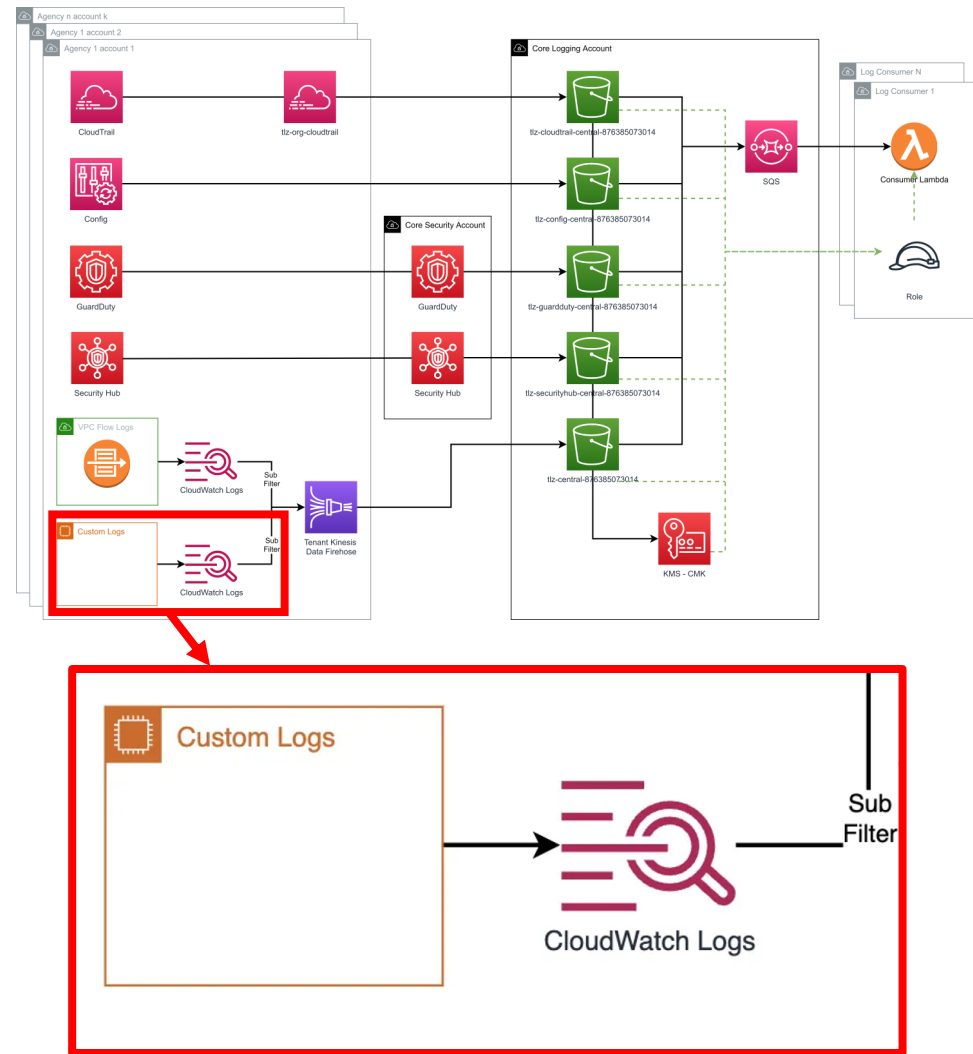 Agency n account k
Agency 1 account 2
Agency 1 account 1
Core Logging Account
Log Consumer N
Log Consumer 1
CloudTrail
tlz-org-cloudtrail
tlz-cloudtrail-central-876385073014
SQS
Consumer Lambda
Config
tlz-config-central-876385073014
Core Security Account
GuardDuty
GuardDuty
tlz-guardduty-central-876385073014
Role
Security Hub
Security Hub
tlz-securityhub-central-876385073014
VPC Flow Logs
CloudWatch Logs
Sub
Filter
tlz-central-876385073014
Custom Logs
CloudWatch Logs
Sub
Filter
Tenant Kinesis
Data Firehose
KMS - CMK
Custom Logs
Sub
Filter
CloudWatch Logs